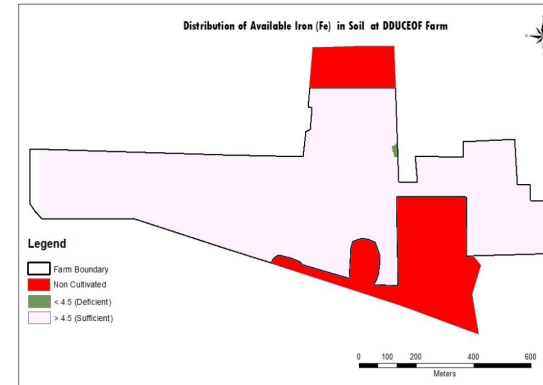 Distribution of Available Iron (Fe) in Soil at DDUCEOF Farm
Legend
Farm Boundary
Non Cultivated
< 4.5 (Deficient)
> 4.5 (Sufficient)
0 100 200 400 600
Meters